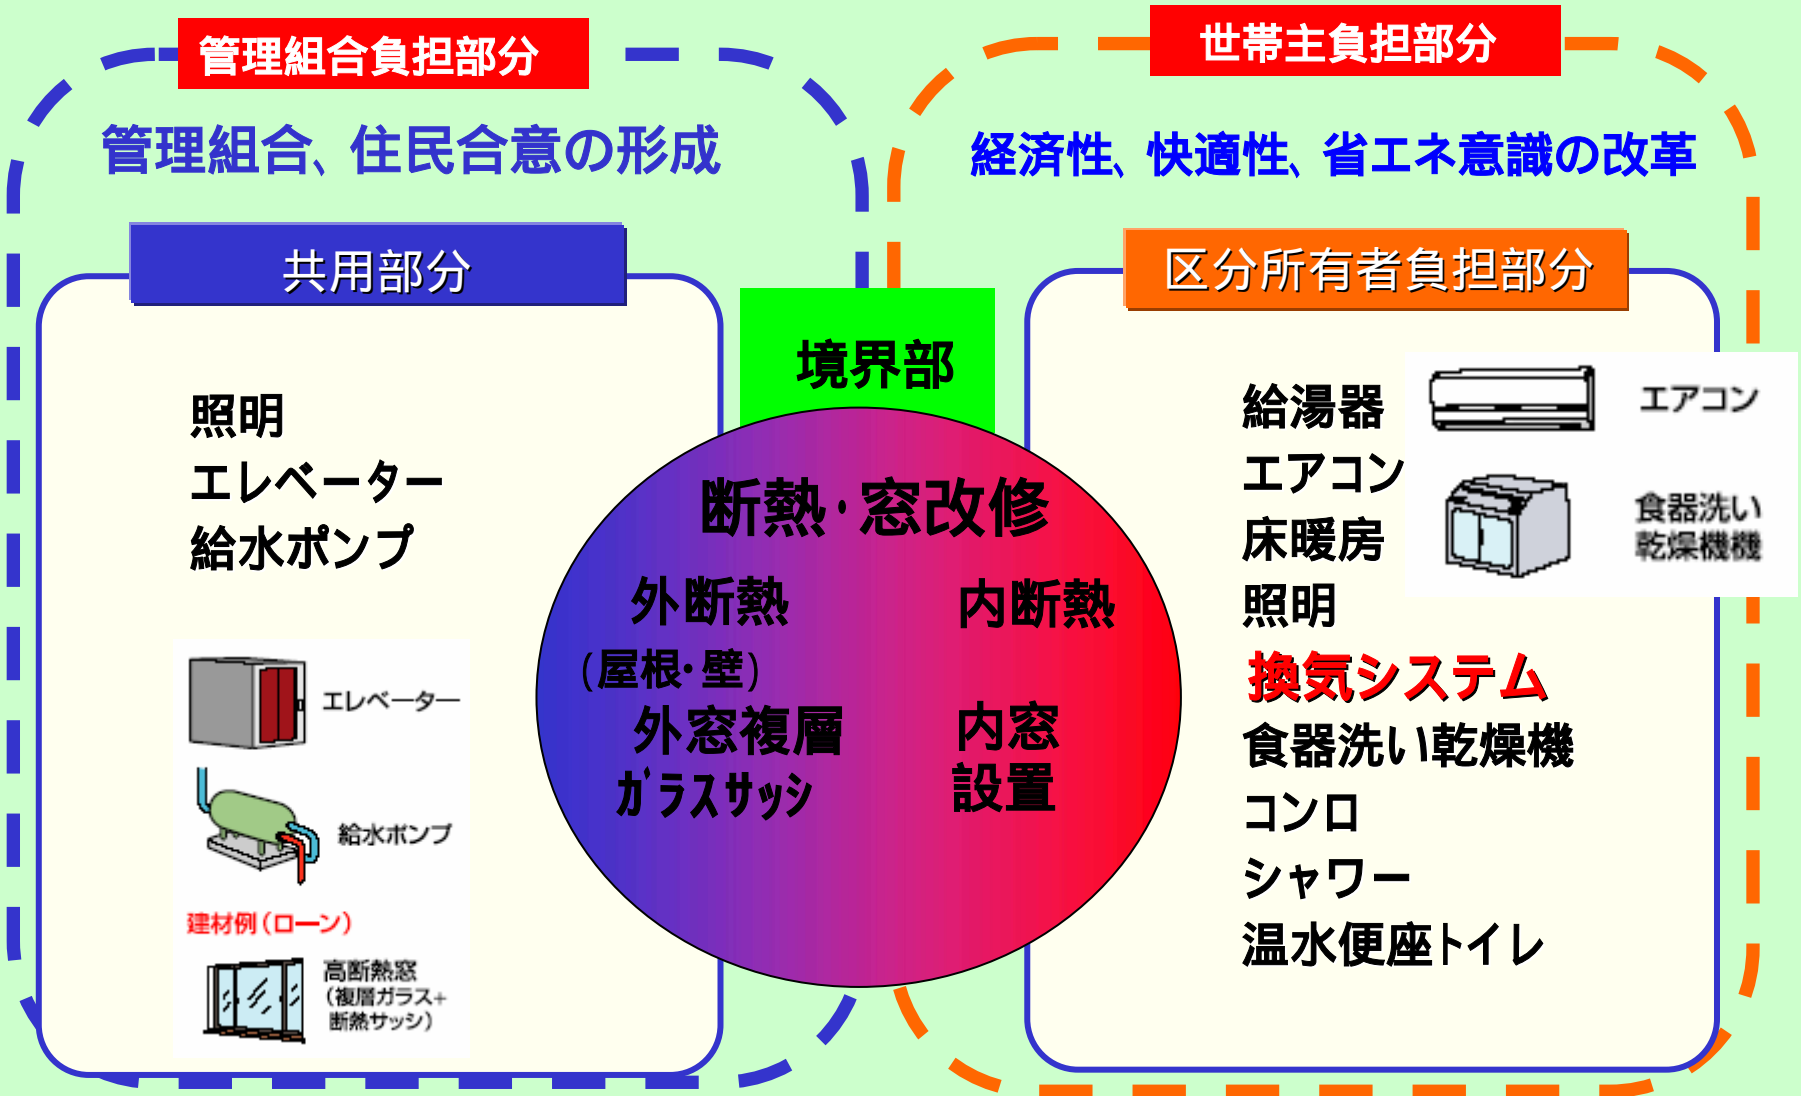 管理組合負担部分
管理組合、住民合意の形成
共用部分
照明
エレベーター
給水ポンプ
エレベーター
給水ポンプ
建材例(ローン)
高断熱窓
(複層ガラス+
断熱サッシ)
境界部
断熱・窓改修
外断熱
(屋根・壁)
外窓複層
ｶﾞﾗｽｻｯｼ
内断熱
内窓
設置
世帯主負担部分
経済性、快適性、省エネ意識の改革
区分所有者負担部分
給湯器
エアコン
床暖房
照明
換気システム
食器洗い乾燥機
コンロ
シャワー
温水便座トイレ
エアコン
食器洗い
乾燥機機